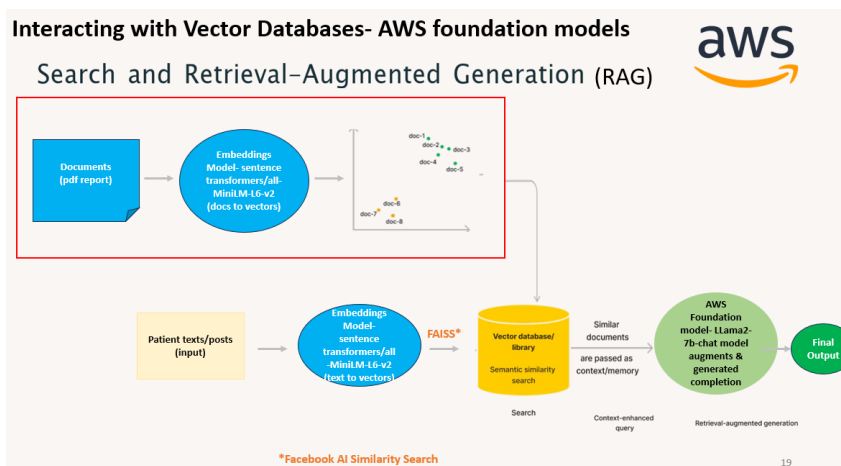 Interacting with Vector Databases- AWS foundation models
aws
Search and Retrieval-Augmented Generation (RAG)
Documents
(pdf report)
Embeddings
Model- sentence
transformers/all-
MiniLM-L6-v2
(docs to vectors)
doc-1
doc-2
doc-3
doc-4
doc-5
doc-6
doc-7
doc-8
Patient texts/posts
(input)
Embeddings
Model-
sentence
transformers/all
-MiniLM-L6-v2
(text to vectors)
FAISS*
Vector database/
library
Semantic similarity
search
Search
Similar
documents
are passed as
context/memory
Context-enhanced
query
AWS
Foundation
model- LLama2-
7b-chat model
augments &
generated
completion
Retrieval-augmented generation
Final
Output
*Facebook AI Similarity Search
19